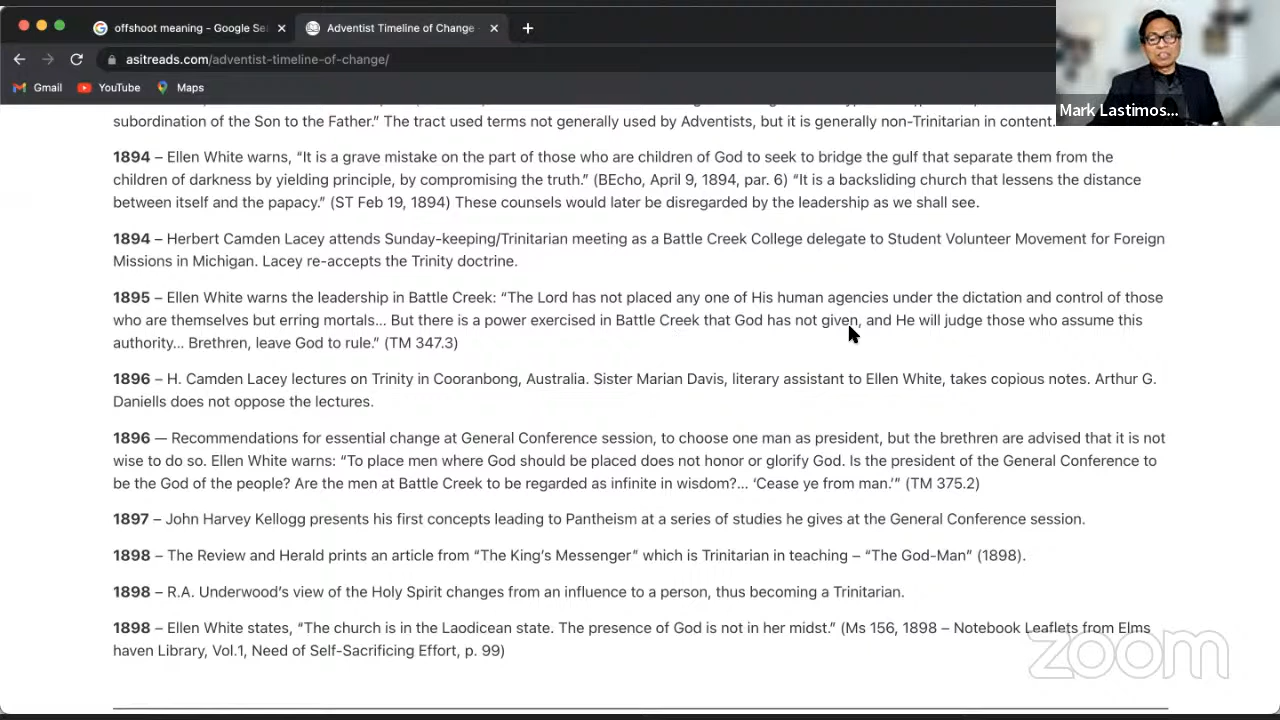 offshoot meaning - Google Se
Adventist Timeline of Change
asitreads.com/adventist-timeline-of-change/
Gmail YouTube Maps
Mark Lastimos...
subordination of the Son to the Father.” The tract used terms not generally used by Adventists, but it is generally non-Trinitarian in content.
1894 – Ellen White warns, “It is a grave mistake on the part of those who are children of God to seek to bridge the gulf that separate them from the
children of darkness by yielding principle, by compromising the truth.” (BEcho, April 9, 1894, par. 6) “It is a backsliding church that lessens the distance
between itself and the papacy.” (ST Feb 19, 1894) These counsels would later be disregarded by the leadership as we shall see.
1894 – Herbert Camden Lacey attends Sunday-keeping/Trinitarian meeting as a Battle Creek College delegate to Student Volunteer Movement for Foreign
Missions in Michigan. Lacey re-accepts the Trinity doctrine.
1895 – Ellen White warns the leadership in Battle Creek: “The Lord has not placed any one of His human agencies under the dictation and control of those
who are themselves but erring mortals... But there is a power exercised in Battle Creek that God has not given, and He will judge those who assume this
authority... Brethren, leave God to rule.” (TM 347.3)
1896 – H. Camden Lacey lectures on Trinity in Cooranbong, Australia. Sister Marian Davis, literary assistant to Ellen White, takes copious notes. Arthur G.
Daniells does not oppose the lectures.
1896 — Recommendations for essential change at General Conference session, to choose one man as president, but the brethren are advised that it is not
wise to do so. Ellen White warns: “To place men where God should be placed does not honor or glorify God. Is the president of the General Conference to
be the God of the people? Are the men at Battle Creek to be regarded as infinite in wisdom?... ‘Cease ye from man.’” (TM 375.2)
1897 – John Harvey Kellogg presents his first concepts leading to Pantheism at a series of studies he gives at the General Conference session.
1898 – The Review and Herald prints an article from “The King’s Messenger” which is Trinitarian in teaching – “The God-Man” (1898).
1898 – R.A. Underwood’s view of the Holy Spirit changes from an influence to a person, thus becoming a Trinitarian.
1898 – Ellen White states, “The church is in the Laodicean state. The presence of God is not in her midst.” (Ms 156, 1898 – Notebook Leaflets from Elms
haven Library, Vol.1, Need of Self-Sacrificing Effort, p. 99)
zoom